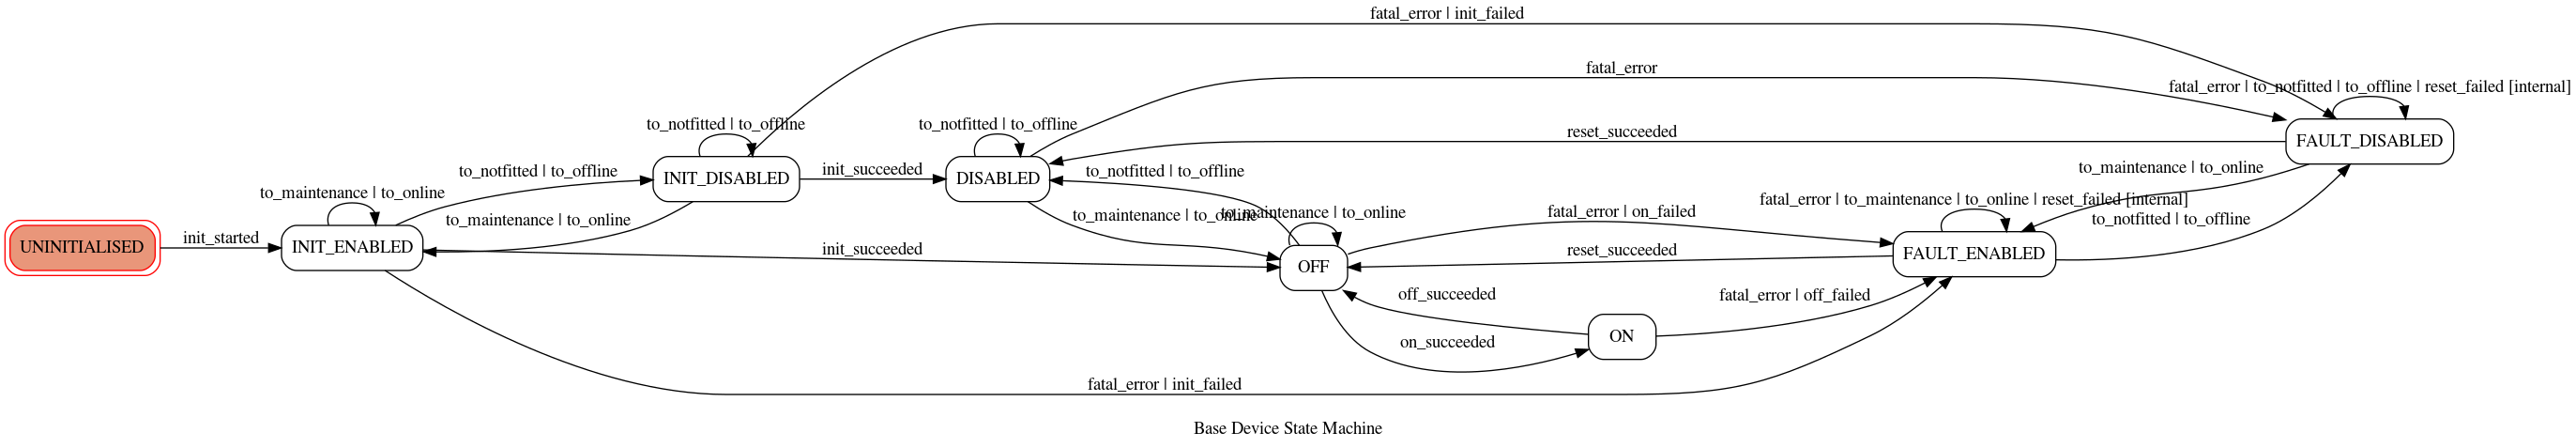 fatal_error | init_failed
fatal_error
fatal_error | to_notfitted | to_offline | reset_failed [internal]
to_notfitted | to_offline
to_notfitted | to_offline
reset_succeeded
FAULT_DISABLED
to_notfitted | to_offline
INIT_DISABLED
init_succeeded
DISABLED
to_notfitted | to_offline
to_maintenance | to_online
to_maintenance | to_online
fatal_error | to_maintenance | to_online | reset_failed [internal]
to_maintenance | to_online
to_maintenance | to_online
to_maintenance | to_online
fatal_error | on_failed
to_notfitted | to_offline
UNINITIALISED
init_started
INIT_ENABLED
init_succeeded
OFF
reset_succeeded
FAULT_ENABLED
off_succeeded
fatal_error | off_failed
on_succeeded
ON
fatal_error | init_failed
Base Device State Machine